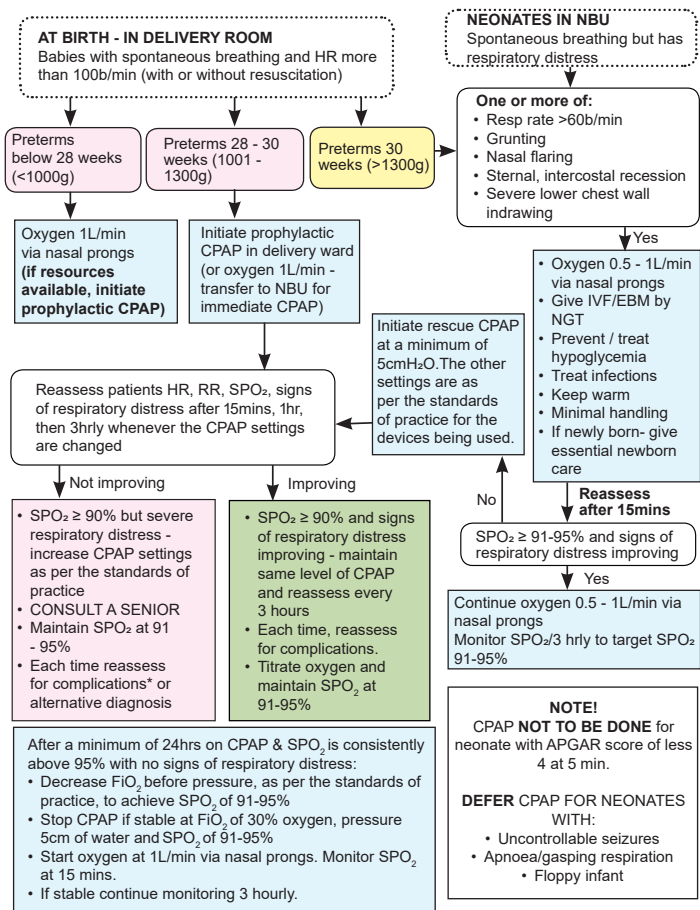 AT BIRTH - IN DELIVERY ROOM
Babies with spontaneous breathing and HR more
than 100b/min (with or without resuscitation)
NEONATES IN NBU
Spontaneous breathing but has
respiratory distress
Preterms
below 28 weeks
(<1000g)
Preterms 28 - 30
weeks (1001 -
1300g)
Preterms 30
weeks (>1300g)
One or more of:
• Resp rate >60b/min
• Grunting
• Nasal flaring
• Sternal, intercostal recession
• Severe lower chest wall
indrawing
Yes
Oxygen 1L/min
via nasal prongs
(if resources
available, initiate
prophylactic CPAP)
Initiate prophylactic
CPAP in delivery ward
(or oxygen 1L/min -
transfer to NBU for
immediate CPAP)
• Oxygen 0.5 - 1L/min
via nasal prongs
• Give IVF/EBM by
NGT
• Prevent / treat
hypoglycemia
• Treat infections
• Keep warm
• Minimal handling
• If newly born- give
essential newborn
care
Initiate rescue CPAP
at a minimum of
5cmH₂O.The other
settings are as
per the standards
of practice for the
devices being used.
Reassess patients HR, RR, SPO₂, signs
of respiratory distress after 15mins, 1hr,
then 3hrly whenever the CPAP settings
are changed
Not improving
Improving
No
Reassess
after 15mins
SPO₂ ≥ 91-95% and signs of
respiratory distress improving
Yes
Continue oxygen 0.5 - 1L/min via
nasal prongs
Monitor SPO₂/3 hrly to target SPO₂
91-95%
• SPO₂ ≥ 90% but severe
respiratory distress -
increase CPAP settings
as per the standards of
practice
• CONSULT A SENIOR
• Maintain SPO₂ at 91
- 95%
• Each time reassess
for complications* or
alternative diagnosis
• SPO₂ ≥ 90% and signs
of respiratory distress
improving - maintain
same level of CPAP
and reassess every
3 hours
• Each time, reassess
for complications.
• Titrate oxygen and
maintain SPO₂ at
91-95%
After a minimum of 24hrs on CPAP & SPO₂ is consistently
above 95% with no signs of respiratory distress:
• Decrease FiO₂ before pressure, as per the standards of
practice, to achieve SPO₂ of 91-95%
• Stop CPAP if stable at FiO₂ of 30% oxygen, pressure
5cm of water and SPO₂ of 91-95%
• Start oxygen at 1L/min via nasal prongs. Monitor SPO₂
at 15 mins.
• If stable continue monitoring 3 hourly.
NOTE!
CPAP NOT TO BE DONE for
neonate with APGAR score of less
4 at 5 min.
DEFER CPAP FOR NEONATES
WITH:
• Uncontrollable seizures
• Apnoea/gasping respiration
• Floppy infant